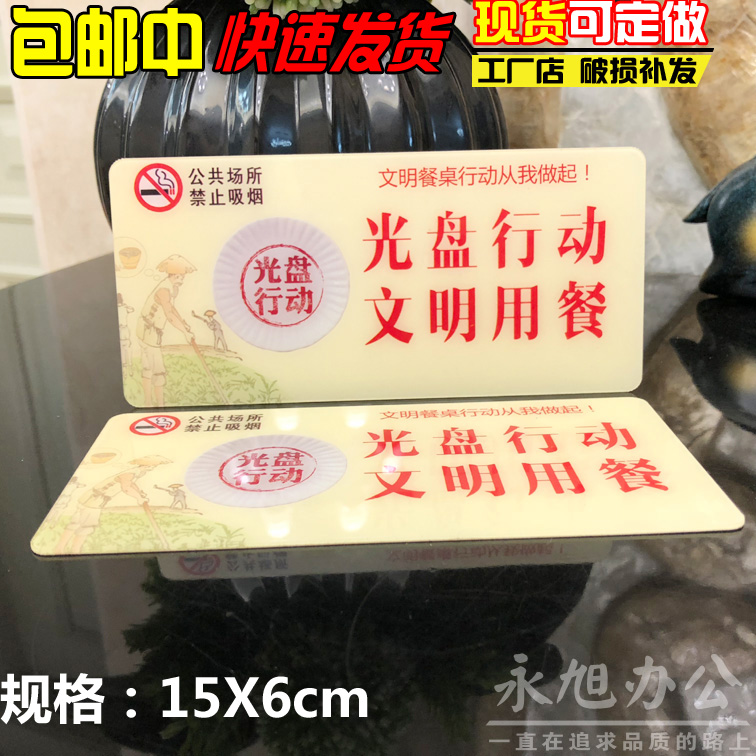 包邮中
快速发货
现货可定做
工厂店 破损补发
公共场所
禁止吸烟
文明餐桌行动从我做起！
光盘行动
文明用餐
光盘
行动
公共场所
禁止吸烟
文明餐桌行动从我做起！
光盘行动
文明用餐
光盘
行动
规格：15X6cm
永旭办公
一直在追求品质的路上